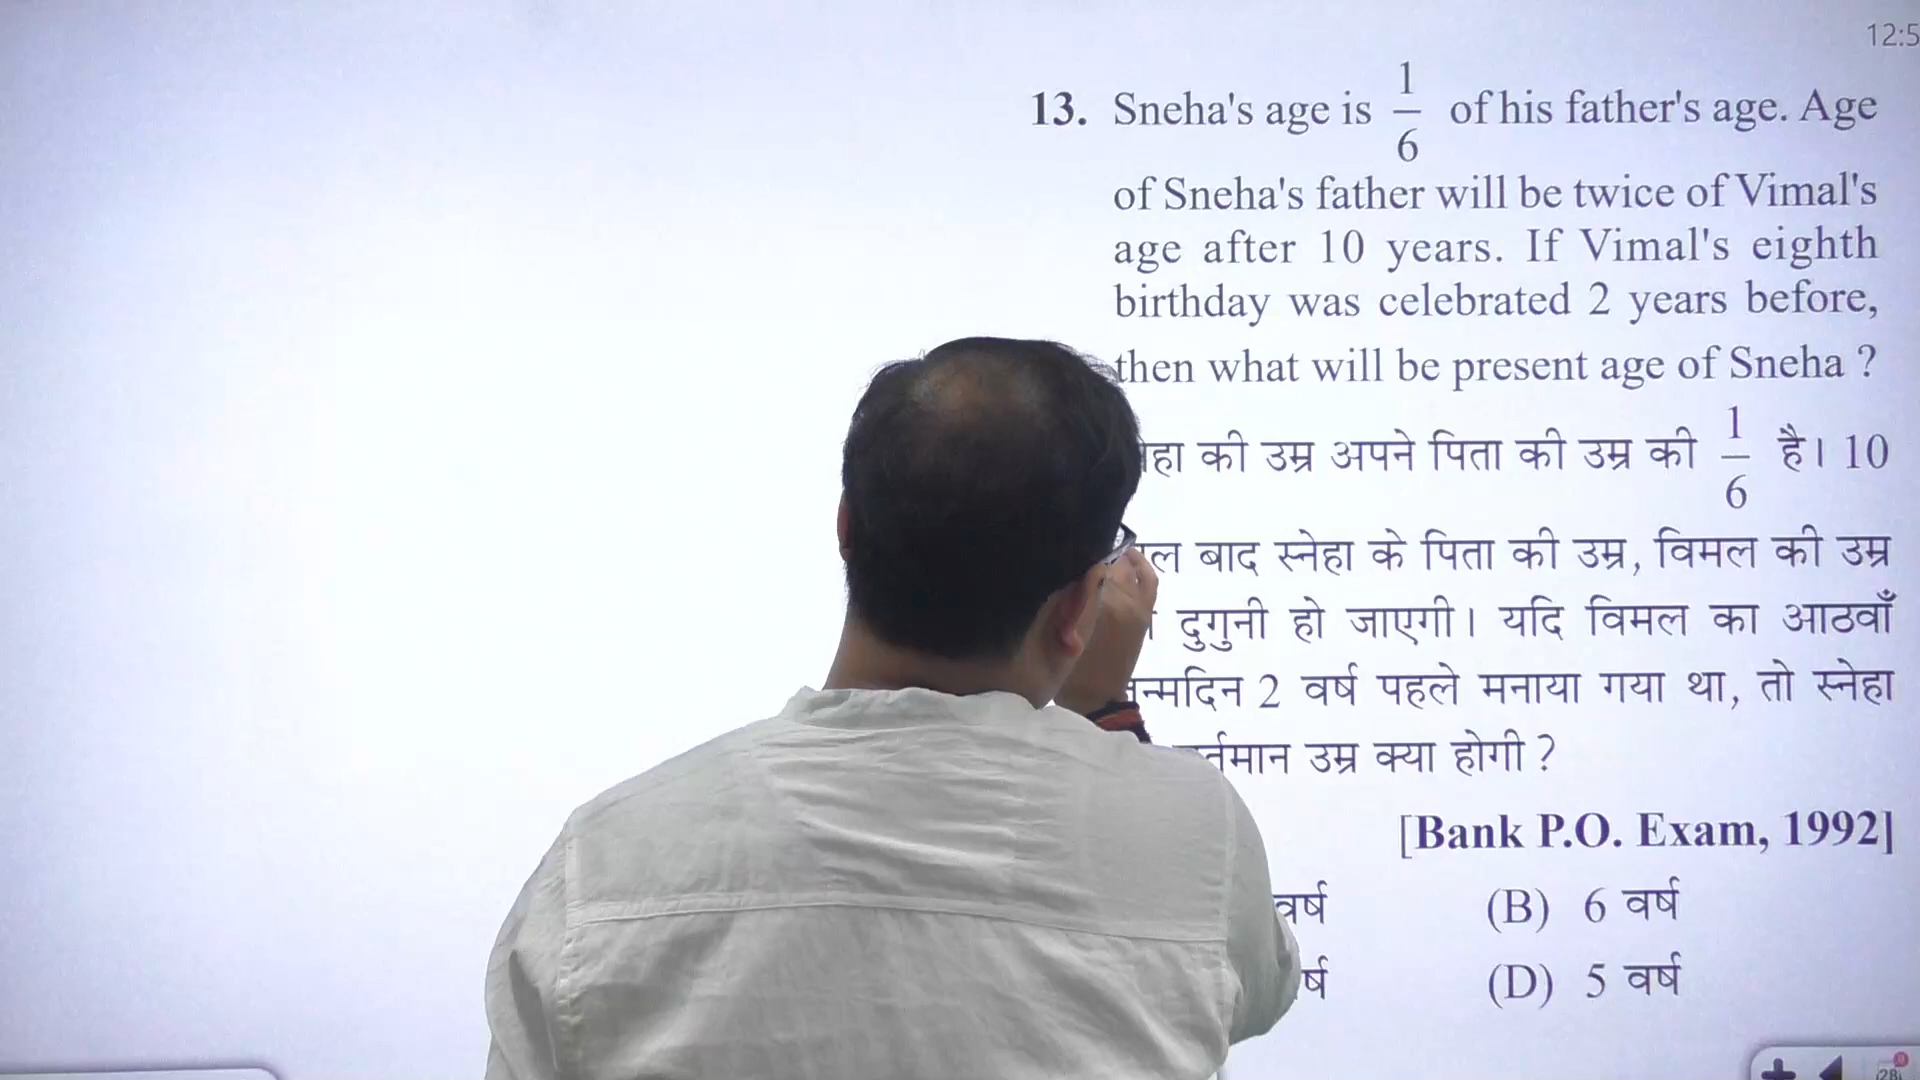 12:5
13. Sneha's age is 1/6 of his father's age. Age
of Sneha's father will be twice of Vimal's
age after 10 years. If Vimal's eighth
birthday was celebrated 2 years before,
then what will be present age of Sneha ?
की उम्र अपने पिता की उम्र की 1/6 है। 10
बाद स्नेहा के पिता की उम्र, विमल की उम्र
दुगुनी हो जाएगी। यदि विमल का आठवाँ
2 वर्ष पहले मनाया गया था, तो स्नेहा
उम्र क्या होगी ?
[Bank P.O. Exam, 1992]
वर्ष (B) 6 वर्ष
(D) 5 वर्ष